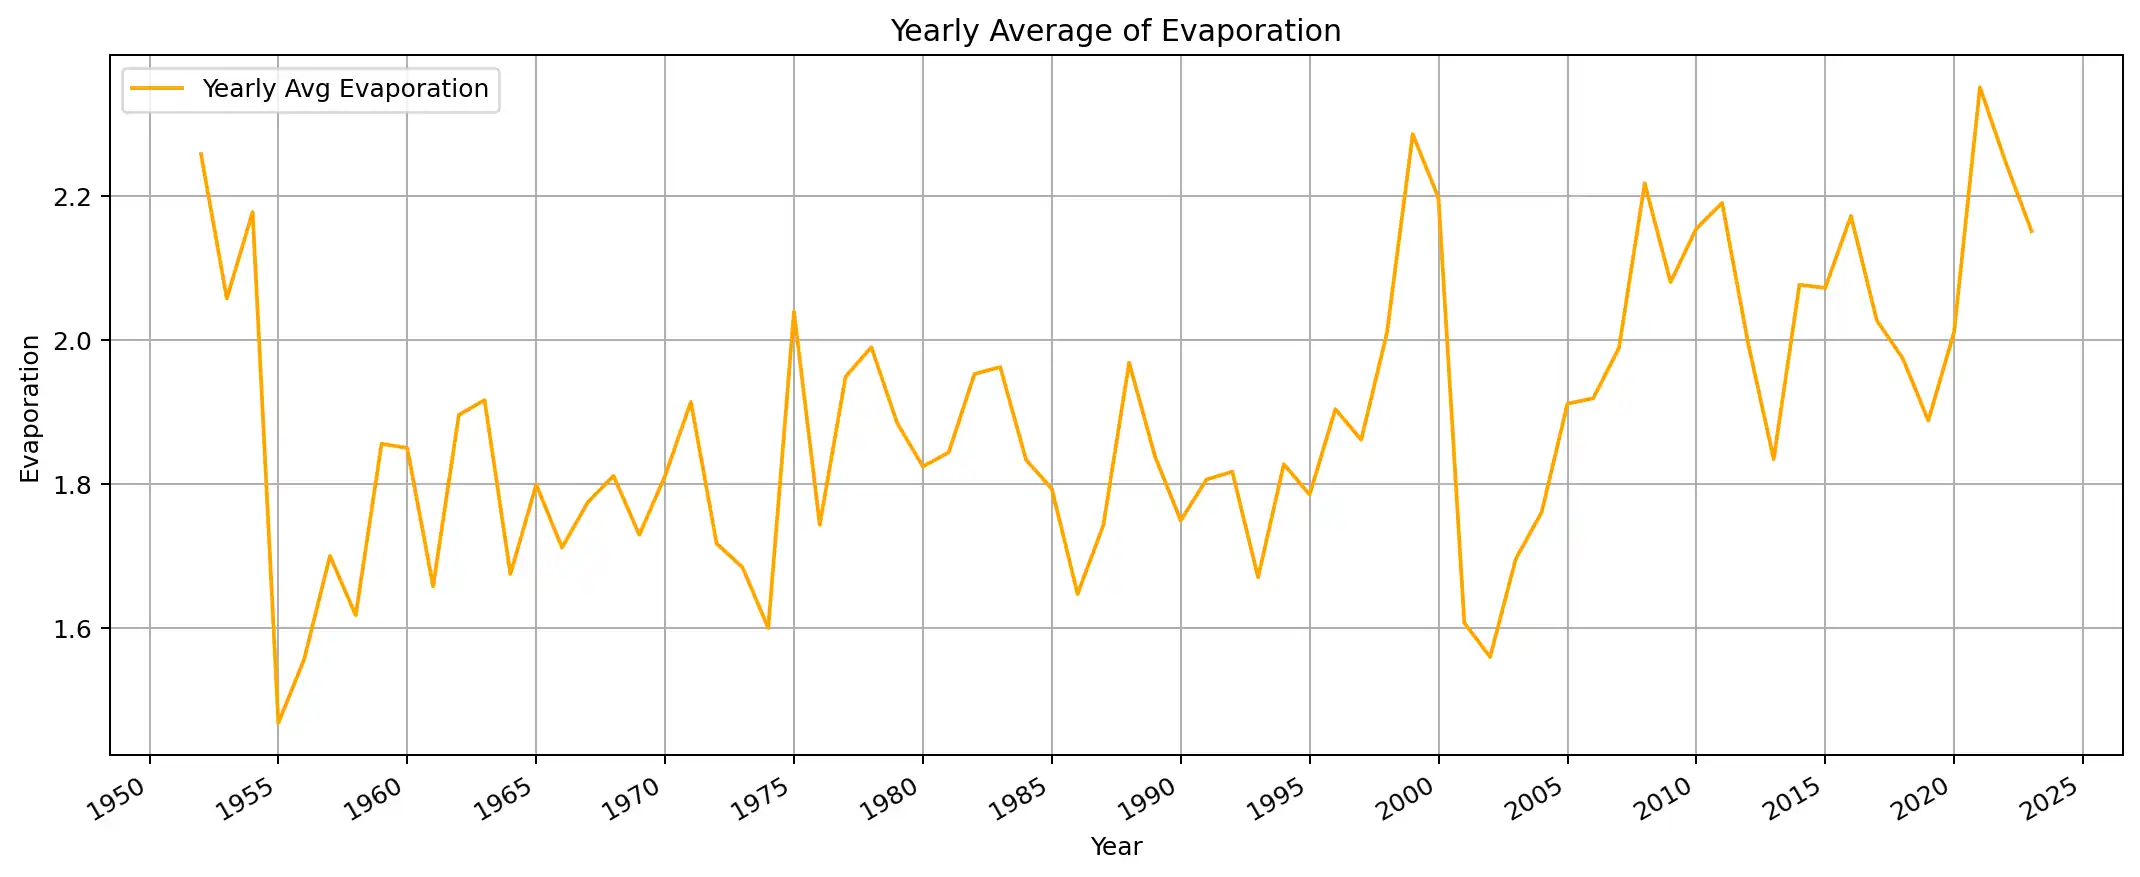 Yearly Average of Evaporation
Yearly Avg Evaporation
Evaporation
2.2
2.0
1.8
1.6
1950 1955 1960 1965 1970 1975 1980 1985 1990 1995 2000 2005 2010 2015 2020 2025
Year